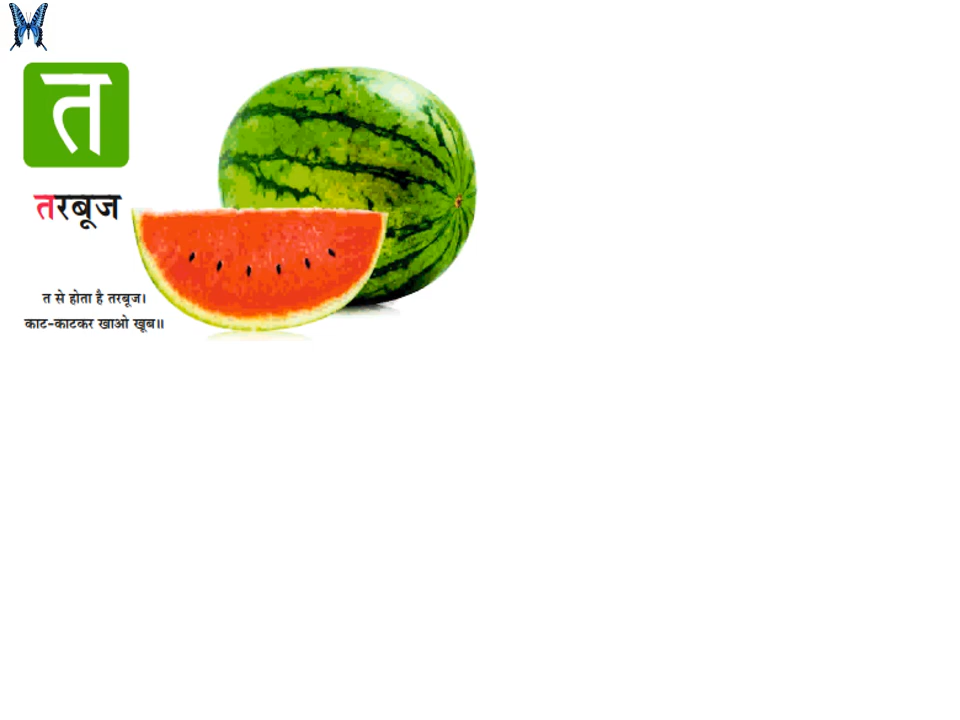 त
तरबूज
त से होता है तरबूज।
काट-काटकर खाओ खूब॥